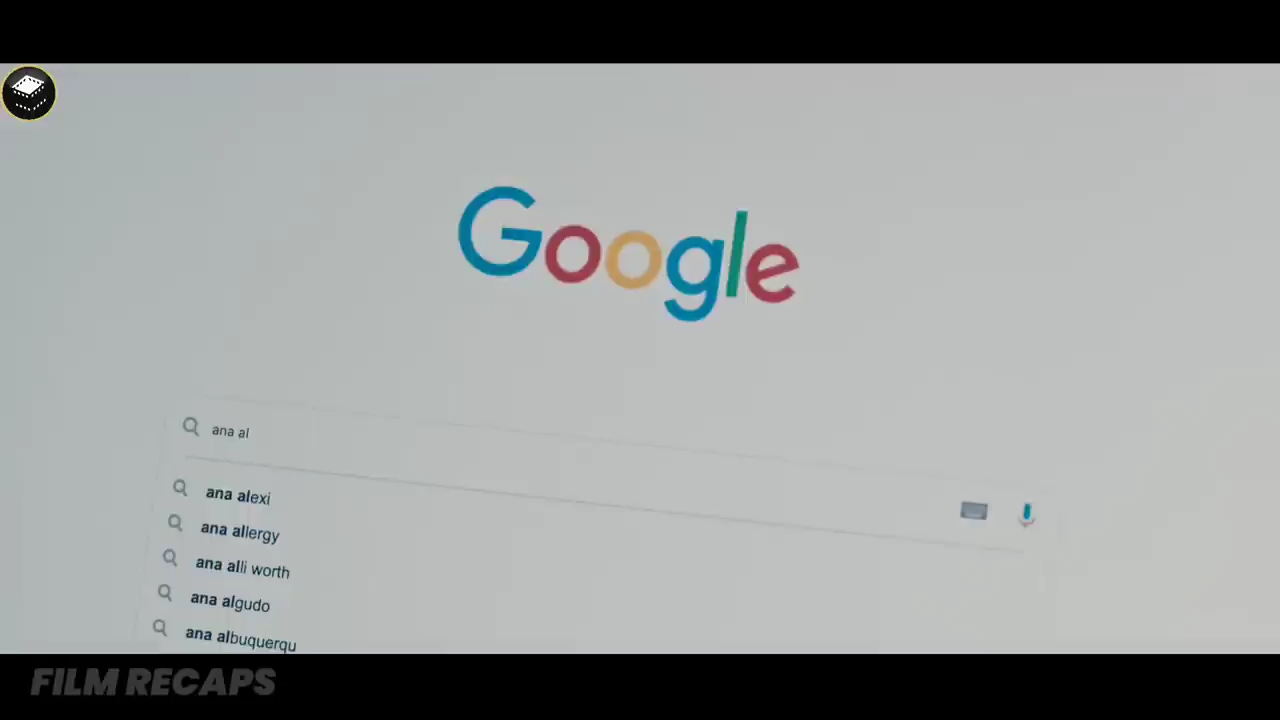 Google
ana al
ana alexi
ana allergy
ana alli worth
ana algudo
ana albuquerqu
FILM RECAPS